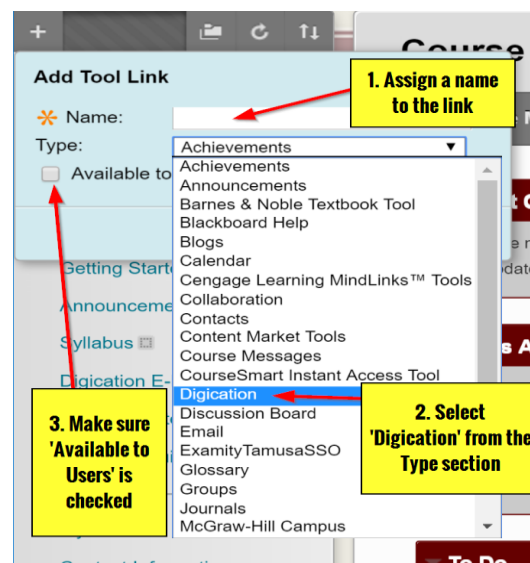 +
Course
Add Tool Link
1. Assign a name
to the link
Name:
Type:
Achievements
Available to
Achievements
Announcements
Barnes & Noble Textbook Tool
Blackboard Help
Blogs
Calendar
Cengage Learning MindLinks™ Tools
Collaboration
Contacts
Content Market Tools
Course Messages
CourseSmart Instant Access Tool
Digication
Discussion Board
Email
ExamityTamusaSSO
Glossary
Groups
Journals
McGraw-Hill Campus
Getting Start
Announceme
Syllabus
Digication E-
3. Make sure
'Available to
Users' is
checked
2. Select
'Digication' from the
Type section
To Do